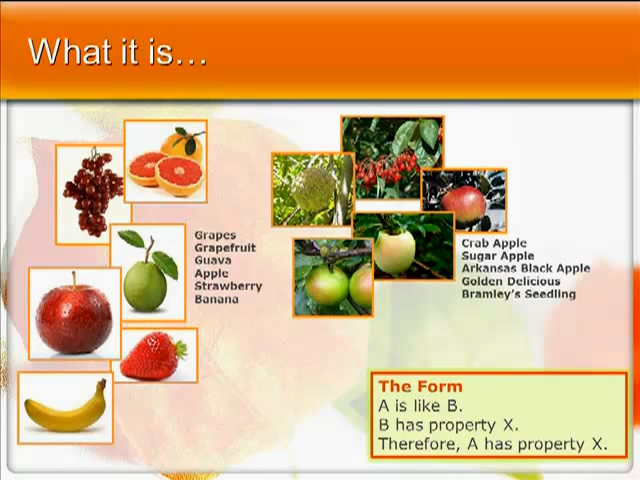 What it is…
Grapes
Grapefruit
Guava
Apple
Strawberry
Banana
Crab Apple
Sugar Apple
Arkansas Black Apple
Golden Delicious
Bramley's Seedling
The Form
A is like B.
B has property X.
Therefore, A has property X.